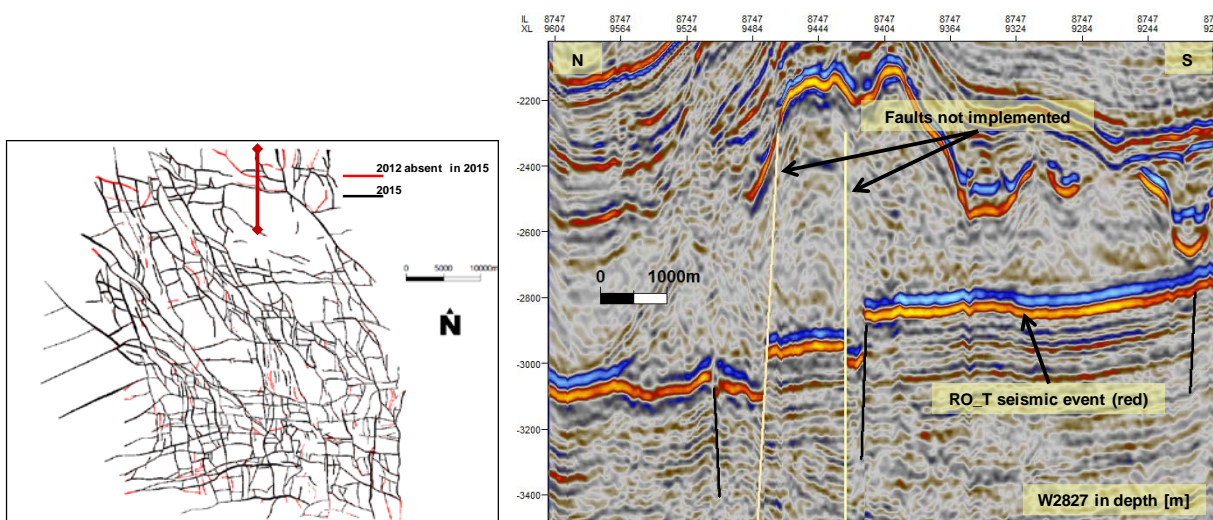 IL 8747 8747 8747 8747 8747 8747 8747 8747 8747 8747
XL 9604 9564 9524 9484 9444 9404 9364 9324 9284 9244
N
S
-2200
Faults not implemented
2012 absent in 2015
2015
-2400
-2600
0 5000 10000m
0 1000m
N
-2800
-3000
RO_T seismic event (red)
-3200
-3400
W2827 in depth [m]